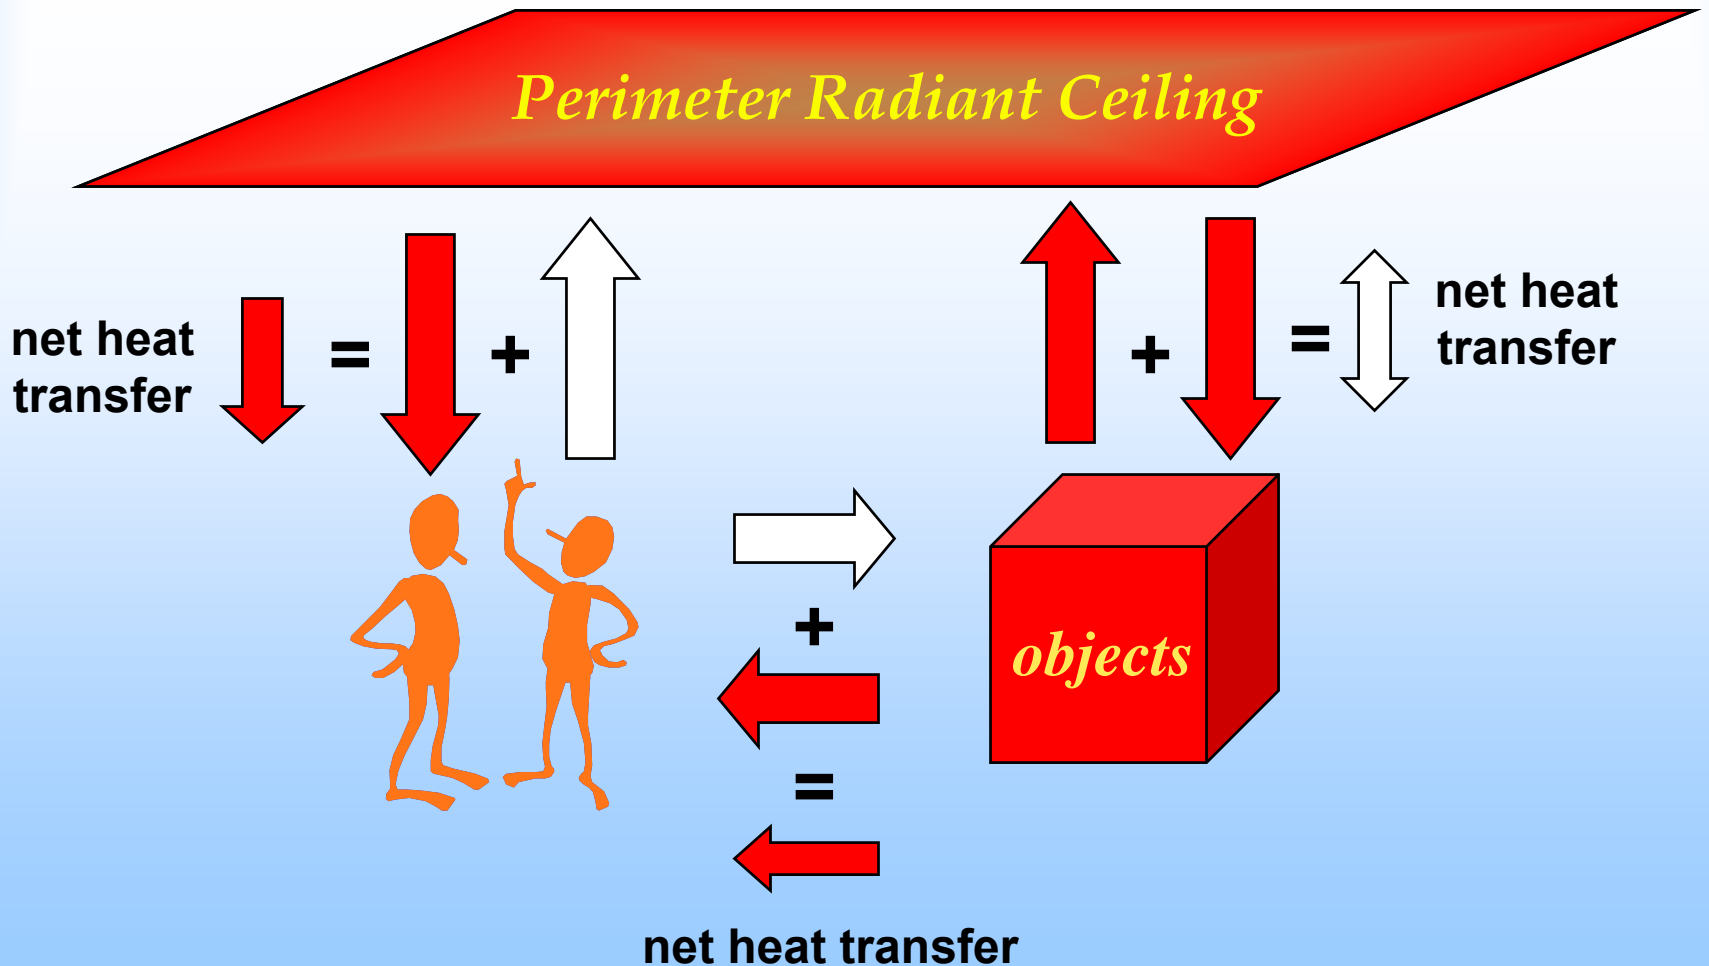 Perimeter Radiant Ceiling
net heat
transfer
=
+
+
=
net heat
transfer
+
objects
=
net heat transfer